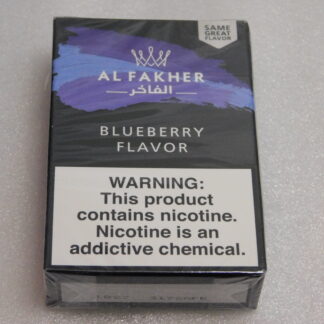 SAME
GREAT
FLAVOR
AL FAKHER
الفاخر
BLUEBERRY
FLAVOR
WARNING:
This product
contains nicotine.
Nicotine is an
addictive chemical.